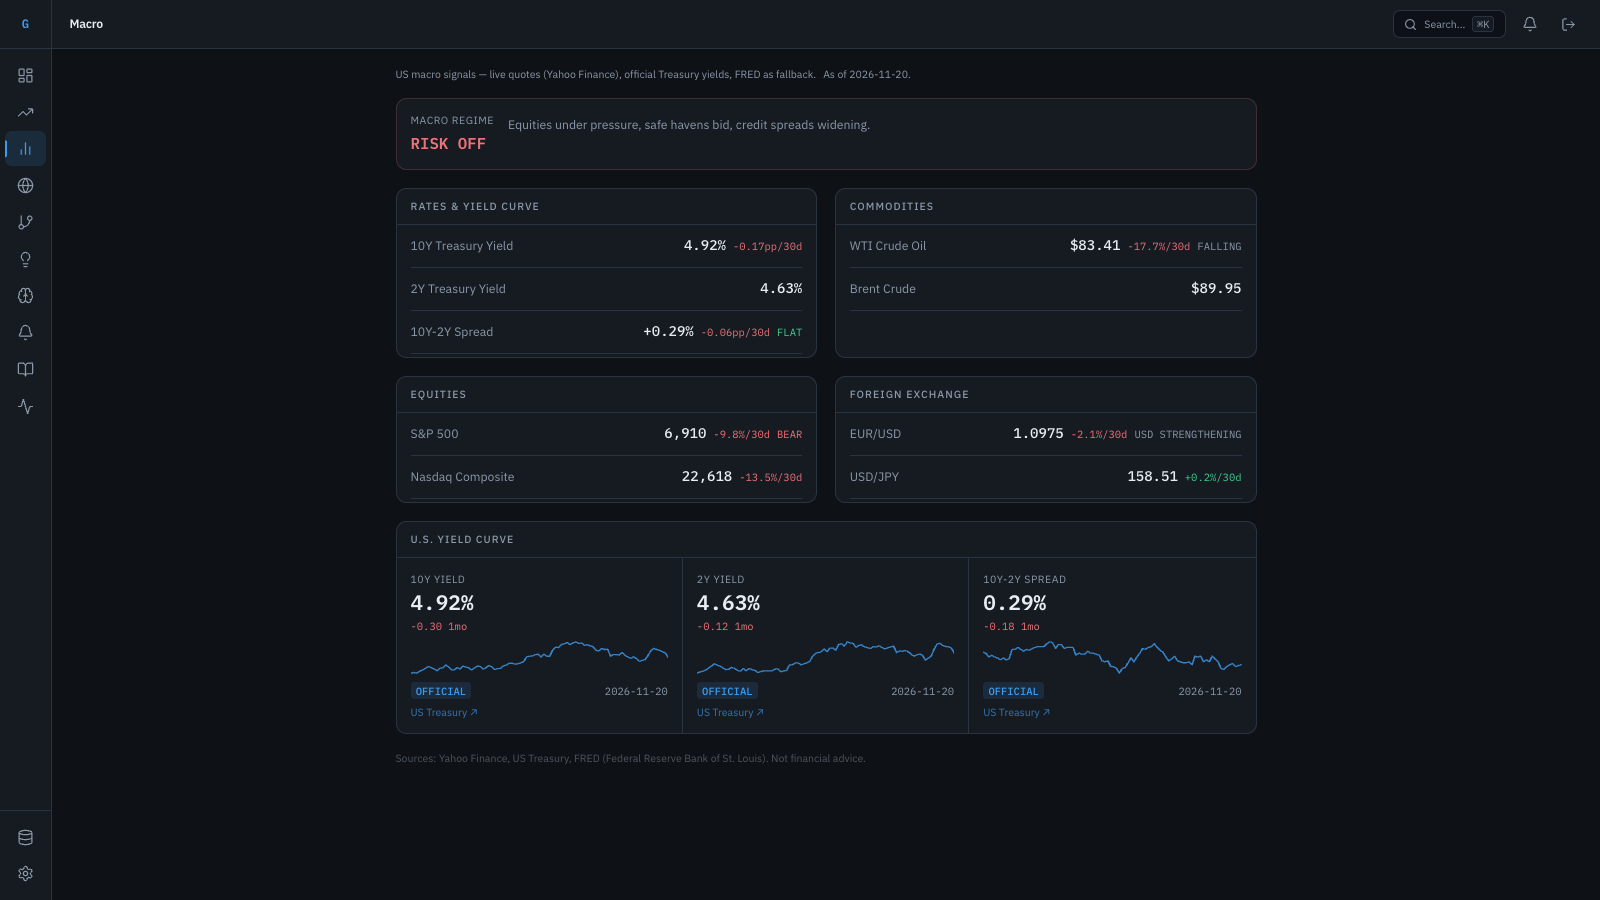 G
Macro
Search...
⌘K
US macro signals — live quotes (Yahoo Finance), official Treasury yields, FRED as fallback. As of 2026-11-20.
MACRO REGIME
RISK OFF
Equities under pressure, safe havens bid, credit spreads widening.
RATES & YIELD CURVE
10Y Treasury Yield 4.92% -0.17pp/30d
2Y Treasury Yield 4.63%
10Y-2Y Spread +0.29% -0.06pp/30d FLAT
COMMODITIES
WTI Crude Oil $83.41 -17.7%/30d FALLING
Brent Crude $89.95
EQUITIES
S&P 500 6,910 -9.8%/30d BEAR
Nasdaq Composite 22,618 -13.5%/30d
FOREIGN EXCHANGE
EUR/USD 1.0975 -2.1%/30d USD STRENGTHENING
USD/JPY 158.51 +0.2%/30d
U.S. YIELD CURVE
10Y YIELD
4.92%
-0.30 1mo
OFFICIAL 2026-11-20
US Treasury ↗
2Y YIELD
4.63%
-0.12 1mo
OFFICIAL 2026-11-20
US Treasury ↗
10Y-2Y SPREAD
0.29%
-0.18 1mo
OFFICIAL 2026-11-20
US Treasury ↗
Sources: Yahoo Finance, US Treasury, FRED (Federal Reserve Bank of St. Louis). Not financial advice.